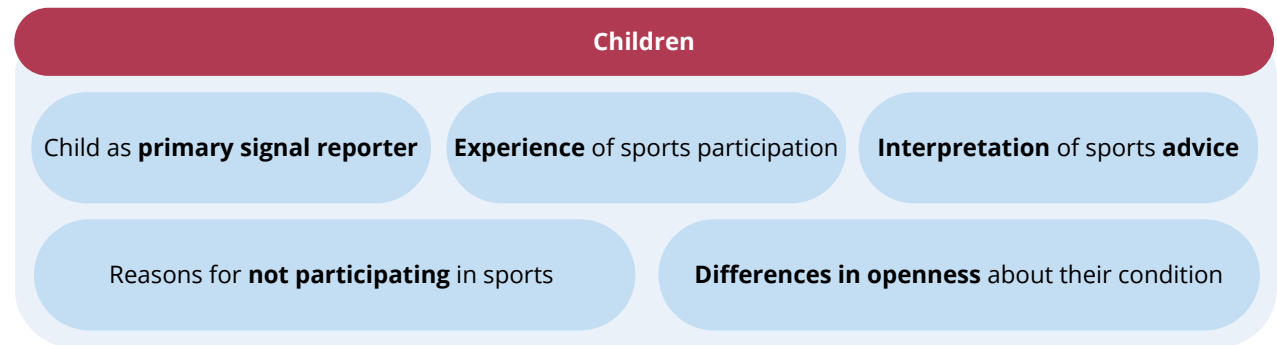 Children
Child as primary signal reporter
Experience of sports participation
Interpretation of sports advice
Reasons for not participating in sports
Differences in openness about their condition